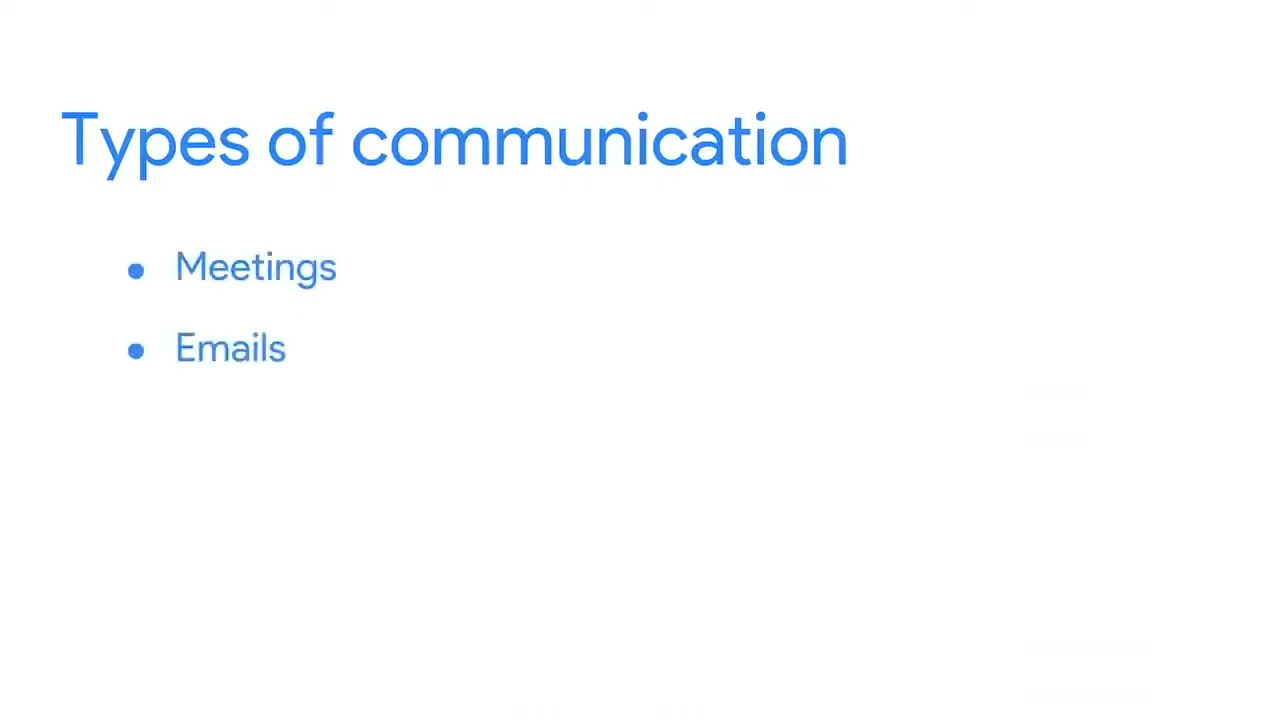 Types of communication
• Meetings
• Emails